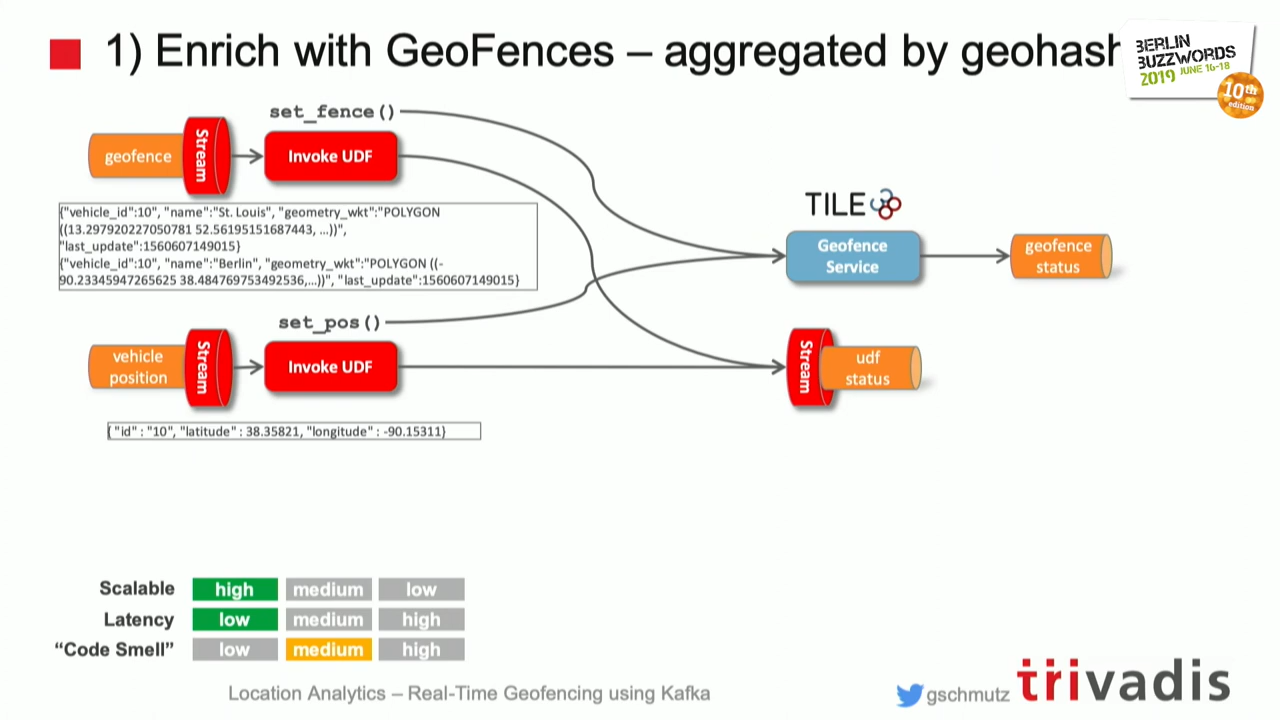 1) Enrich with GeoFences – aggregated by geohash
BERLIN
BUZZWORDS
2019 JUNE 16-18
10th
edition
set_fence()
geofence
Stream
Invoke UDF
{"vehicle_id":10", "name":"St. Louis", "geometry_wkt":"POLYGON
((13.297920227050781 52.56195151687443, ...))",
"last_update":1560607149015}
{"vehicle_id":10", "name":"Berlin", "geometry_wkt":"POLYGON ((-
90.23345947265625 38.484769753492536,...))", "last_update":1560607149015}
TILE38
Geofence
Service
geofence
status
set_pos()
vehicle
position
Stream
Invoke UDF
Stream
udf
status
{ "id" : "10", "latitude" : 38.35821, "longitude" : -90.15311}
Scalable high medium low
Latency low medium high
“Code Smell” low medium high
Location Analytics – Real-Time Geofencing using Kafka
gschmutz
trivadis